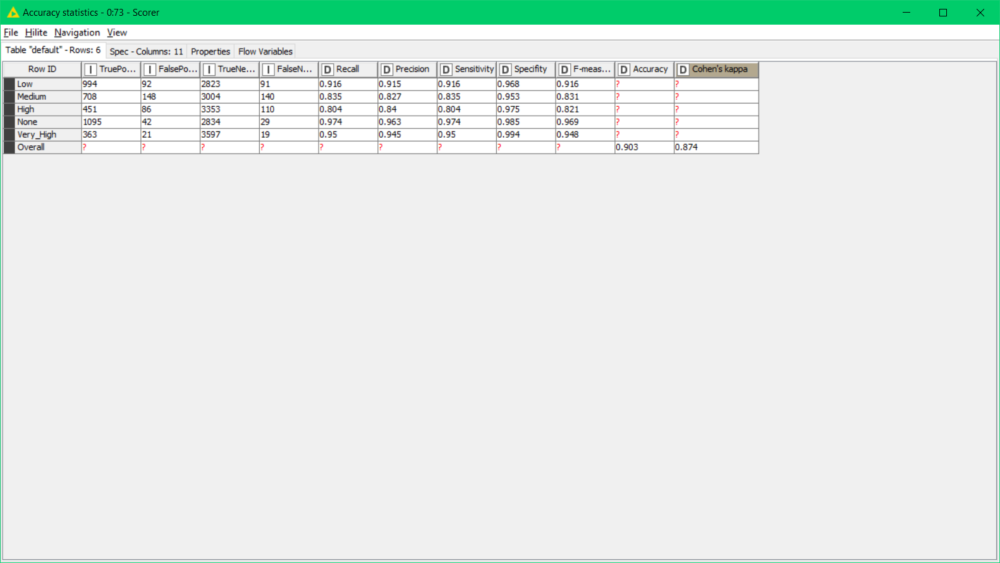 Accuracy statistics - 0:73 - Scorer
File Hilite Navigation View
Table "default" - Rows: 6 Spec - Columns: 11 Properties Flow Variables
Row ID I TruePo... I FalsePo... I TrueNe... I FalseN... D Recall D Precision D Sensitivity D Specifity D F-meas... D Accuracy D Cohen's kappa
Low 994 92 2823 91 0.916 0.915 0.916 0.968 0.916 ? ?
Medium 708 148 3004 140 0.835 0.827 0.835 0.953 0.831 ? ?
High 451 86 3353 110 0.804 0.84 0.804 0.975 0.821 ? ?
None 1095 42 2834 29 0.974 0.963 0.974 0.985 0.969 ? ?
Very_High 363 21 3597 19 0.95 0.945 0.95 0.994 0.948 ? ?
Overall ? ? ? ? ? ? ? ? ? 0.903 0.874